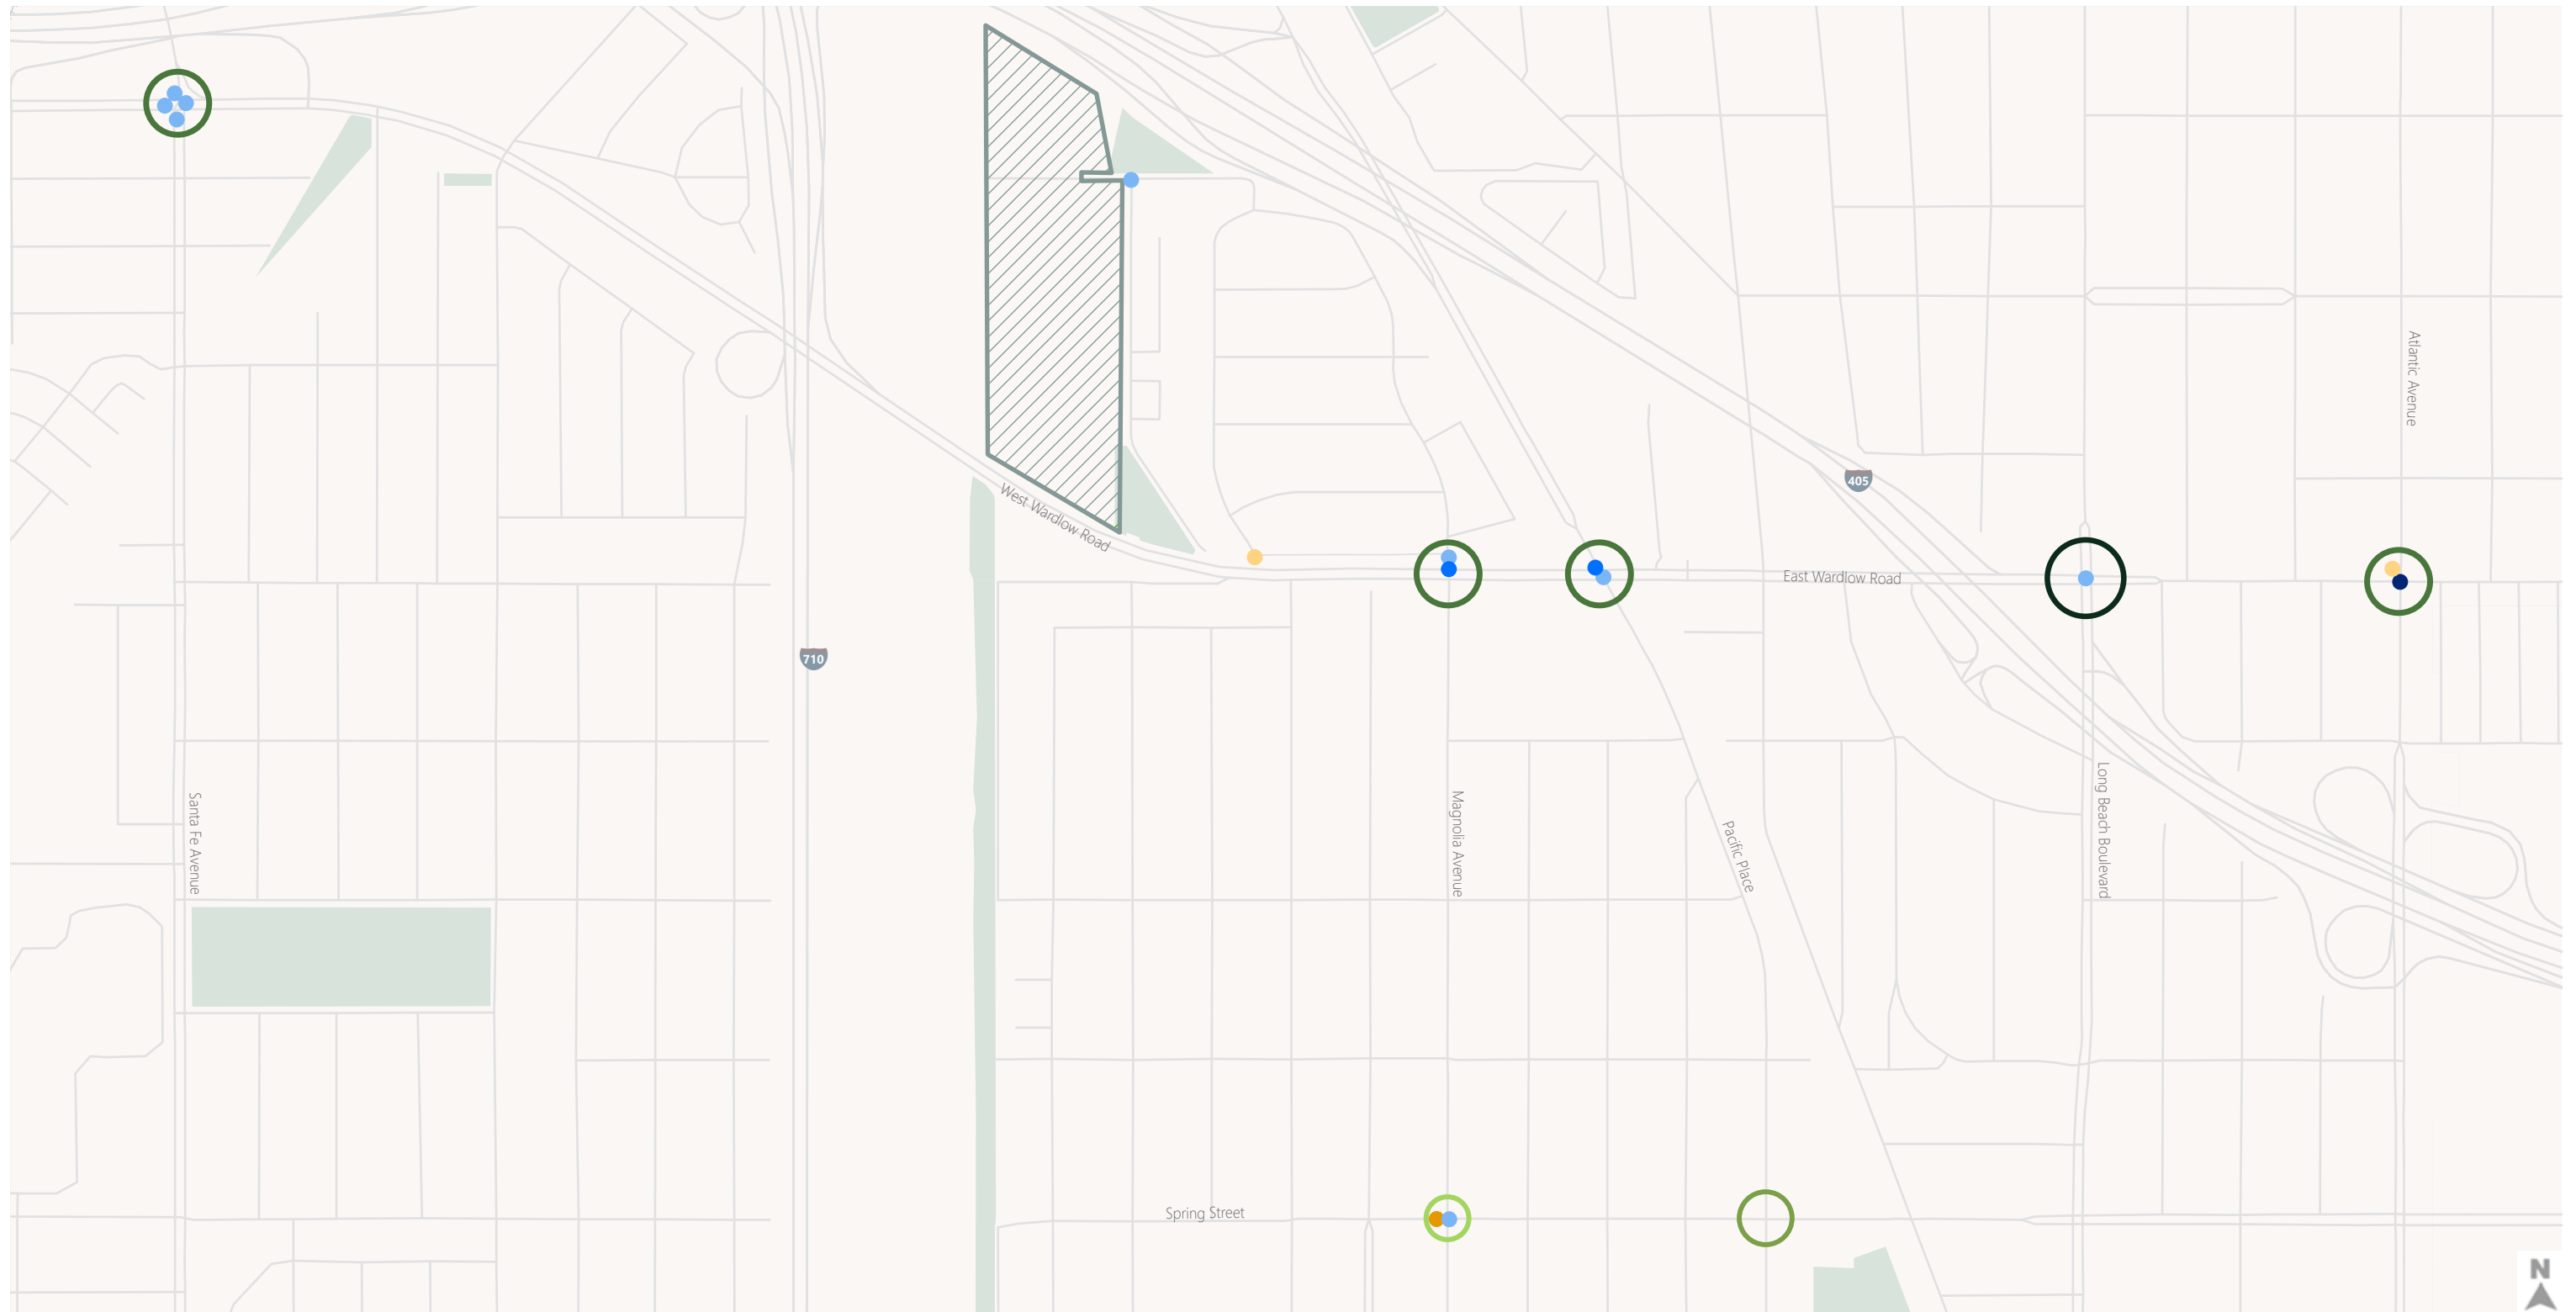 Atlantic Avenue
405
West Wardlow Road
East Wardlow Road
710
Santa Fe Avenue
Magnolia Avenue
Pacific Place
Long Beach Boulevard
Spring Street
N